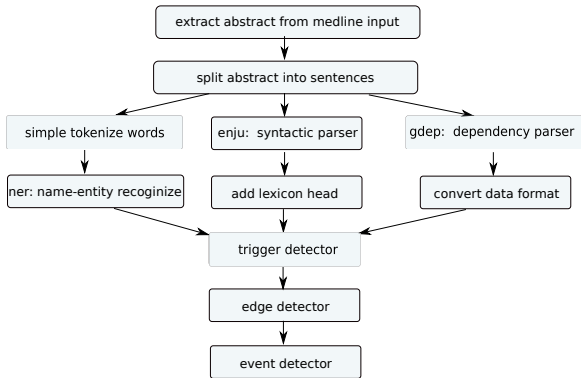 extract abstract from medline input
split abstract into sentences
simple tokenize words
enju: syntactic parser
gdep: dependency parser
ner: name-entity recoginize
add lexicon head
convert data format
trigger detector
edge detector
event detector